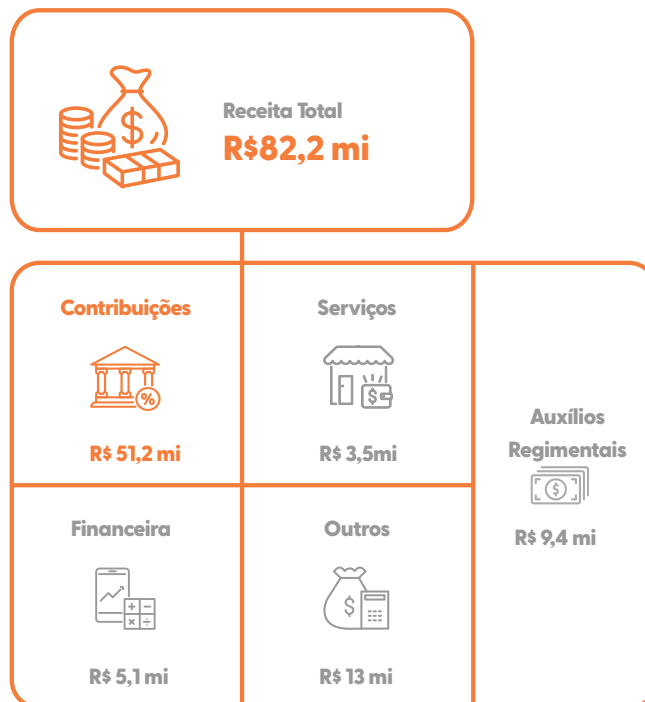 Receita Total
R$82,2 mi
Contribuições
R$ 51,2 mi
Serviços
R$ 3,5mi
Auxílios
Regimentais
R$ 9,4 mi
Financeira
R$ 5,1 mi
Outros
R$ 13 mi